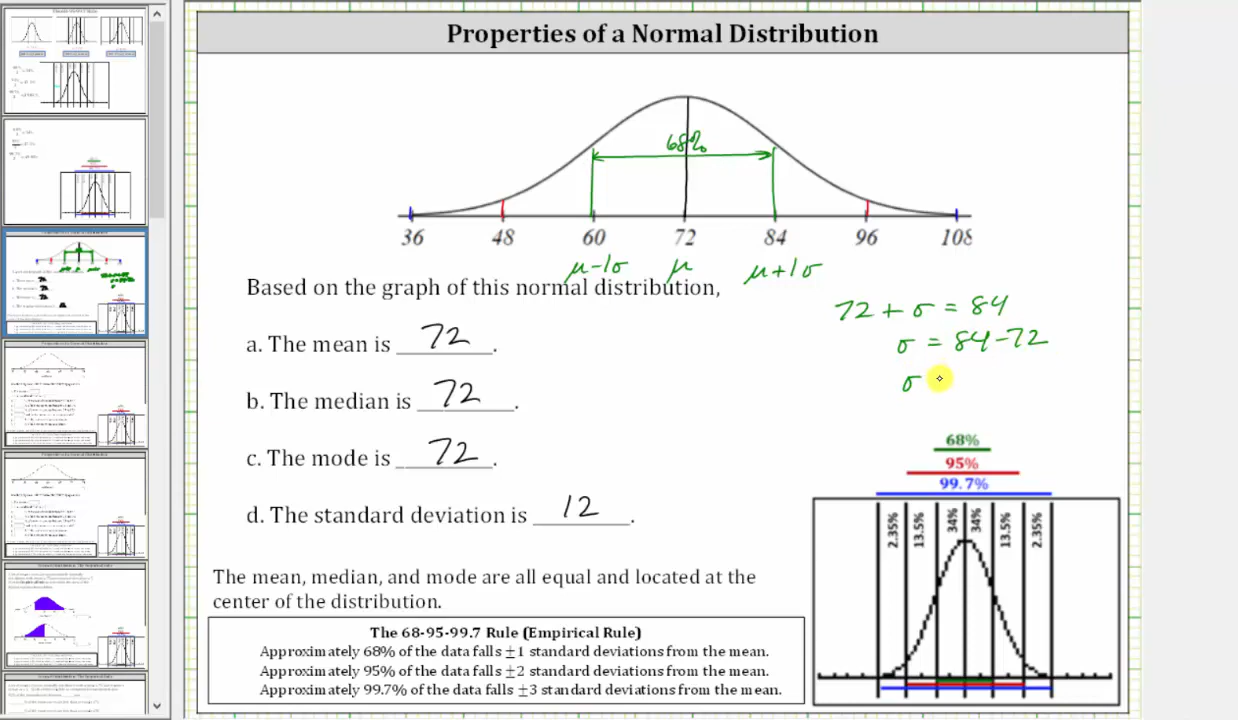 Properties of a Normal Distribution
68%
36 48 60 72 84 96 108
μ-1σ μ μ+1σ
Based on the graph of this normal distribution,
72 + σ = 84
σ = 84-72
σ
a. The mean is 72.
b. The median is 72.
c. The mode is 72.
d. The standard deviation is 12.
68%
95%
99.7%
2.35% 13.5% 34% 34% 13.5% 2.35%
The mean, median, and mode are all equal and located at the
center of the distribution.
The 68-95-99.7 Rule (Empirical Rule)
Approximately 68% of the data falls ±1 standard deviations from the mean.
Approximately 95% of the data falls ±2 standard deviations from the mean.
Approximately 99.7% of the data falls ±3 standard deviations from the mean.